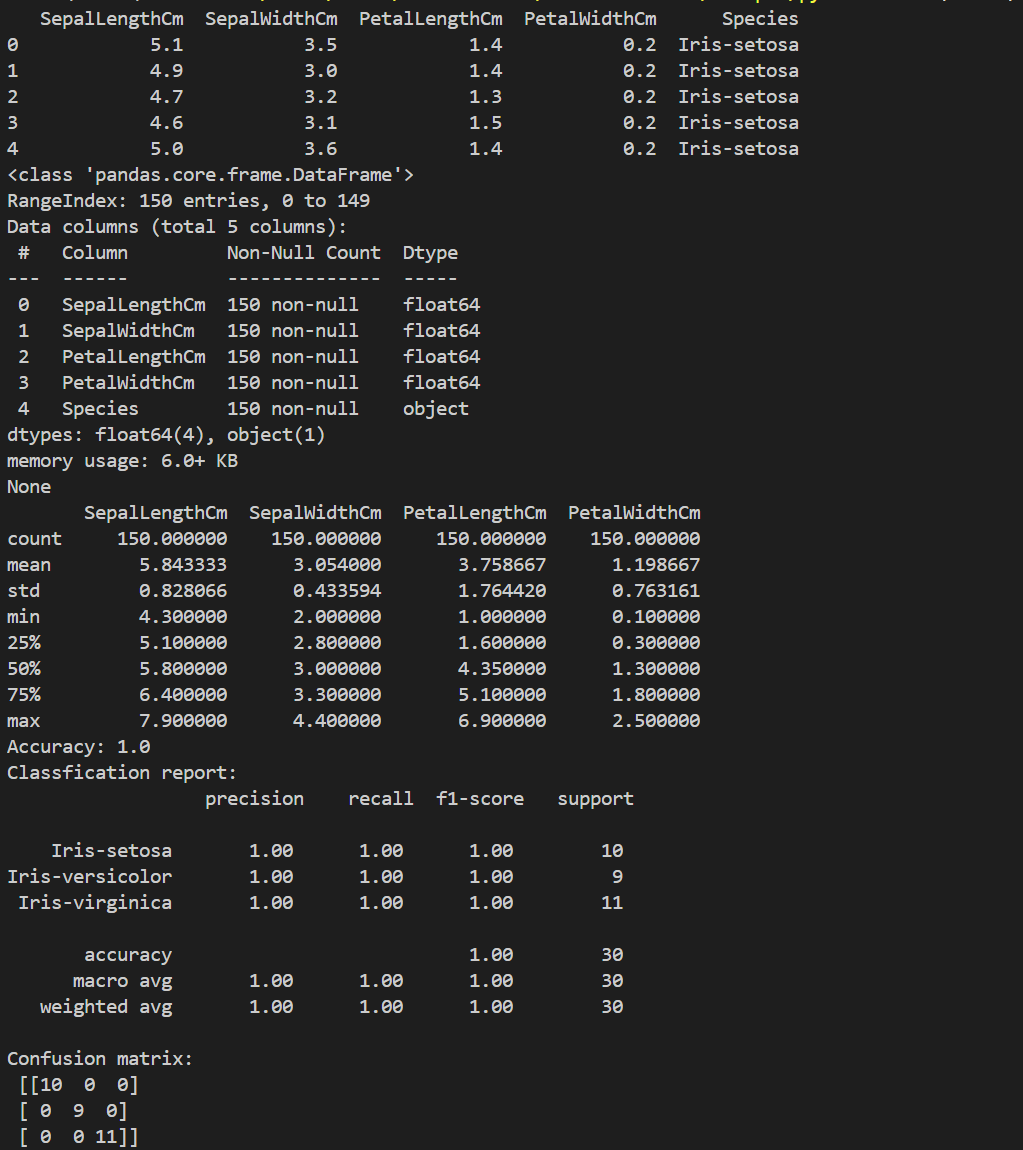 SepalLengthCm  SepalWidthCm  PetalLengthCm  PetalWidthCm      Species
0            5.1           3.5            1.4           0.2  Iris-setosa
1            4.9           3.0            1.4           0.2  Iris-setosa
2            4.7           3.2            1.3           0.2  Iris-setosa
3            4.6           3.1            1.5           0.2  Iris-setosa
4            5.0           3.6            1.4           0.2  Iris-setosa
<class 'pandas.core.frame.DataFrame'>
RangeIndex: 150 entries, 0 to 149
Data columns (total 5 columns):
 #   Column         Non-Null Count  Dtype
---  ------         --------------  -----
 0   SepalLengthCm  150 non-null    float64
 1   SepalWidthCm   150 non-null    float64
 2   PetalLengthCm  150 non-null    float64
 3   PetalWidthCm   150 non-null    float64
 4   Species        150 non-null    object
dtypes: float64(4), object(1)
memory usage: 6.0+ KB
None
       SepalLengthCm  SepalWidthCm  PetalLengthCm  PetalWidthCm
count     150.000000    150.000000     150.000000    150.000000
mean        5.843333      3.054000       3.758667      1.198667
std         0.828066      0.433594       1.764420      0.763161
min         4.300000      2.000000       1.000000      0.100000
25%         5.100000      2.800000       1.600000      0.300000
50%         5.800000      3.000000       4.350000      1.300000
75%         6.400000      3.300000       5.100000      1.800000
max         7.900000      4.400000       6.900000      2.500000
Accuracy: 1.0
Classfication report:
                  precision    recall  f1-score   support

    Iris-setosa       1.00      1.00      1.00        10
Iris-versicolor       1.00      1.00      1.00         9
 Iris-virginica       1.00      1.00      1.00        11

       accuracy                           1.00        30
      macro avg       1.00      1.00      1.00        30
   weighted avg       1.00      1.00      1.00        30

Confusion matrix:
 [[10  0  0]
 [ 0  9  0]
 [ 0  0 11]]